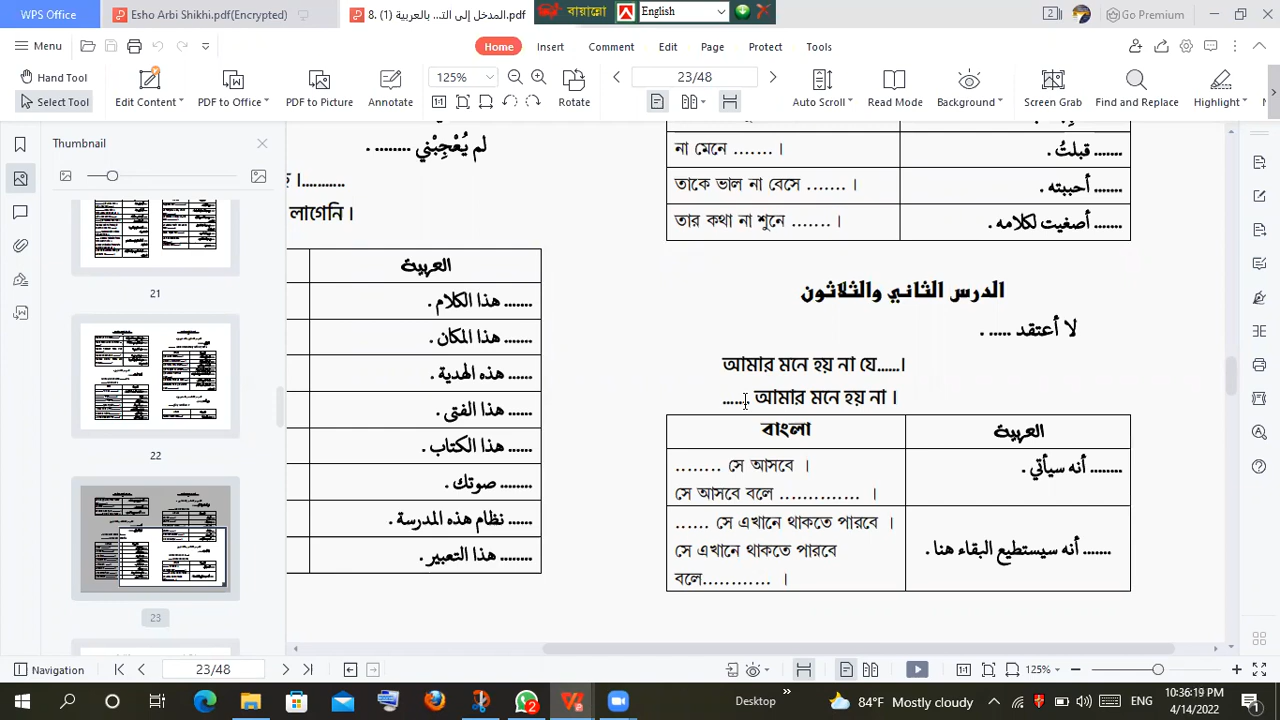 WPS Office
Esho Arbi Shikhi.pdf(Encrypted)
8. المدخل إلى الت... بالعربية (1).pdf
বায়ান্নো
English
Go Premium
Menu
Home
Insert
Comment
Edit
Page
Protect
Tools
Hand Tool
Select Tool
Edit Content
PDF to Office
PDF to Picture
Annotate
125%
Rotate
23/48
Auto Scroll
Read Mode
Background
Screen Grab
Find and Replace
Highlight
Thumbnail
21
22
23
لم يُعْجِبْني ........ .
লাগেনি ।
العربية
...... هذا الكلام .
...... هذا المكان .
...... هذه الهدية .
...... هذا الفتى .
...... هذا الكتاب .
........ صوتك .
...... نظام هذه المدرسة .
........ هذا التعبير .
না মেনে ....... ।
....... قبلتُ .
তাকে ভাল না বেসে ....... ।
....... أحببته .
তার কথা না শুনে ....... ।
....... أصغيت لكلامه .
الدرس الثاني والثلاثون
لا أعتقد ..... .
আমার মনে হয় না যে......।
...... আমার মনে হয় না ।
বাংলা
العربية
........ সে আসবে ।
সে আসবে বলে .............. ।
........ أنه سيأتي .
...... সে এখানে থাকতে পারবে ।
সে এখানে থাকতে পারবে
বলে............ ।
....... أنه سيستطيع البقاء هنا .
Navigation
23/48
125%
Desktop
84°F Mostly cloudy
ENG
10:36:19 PM
4/14/2022